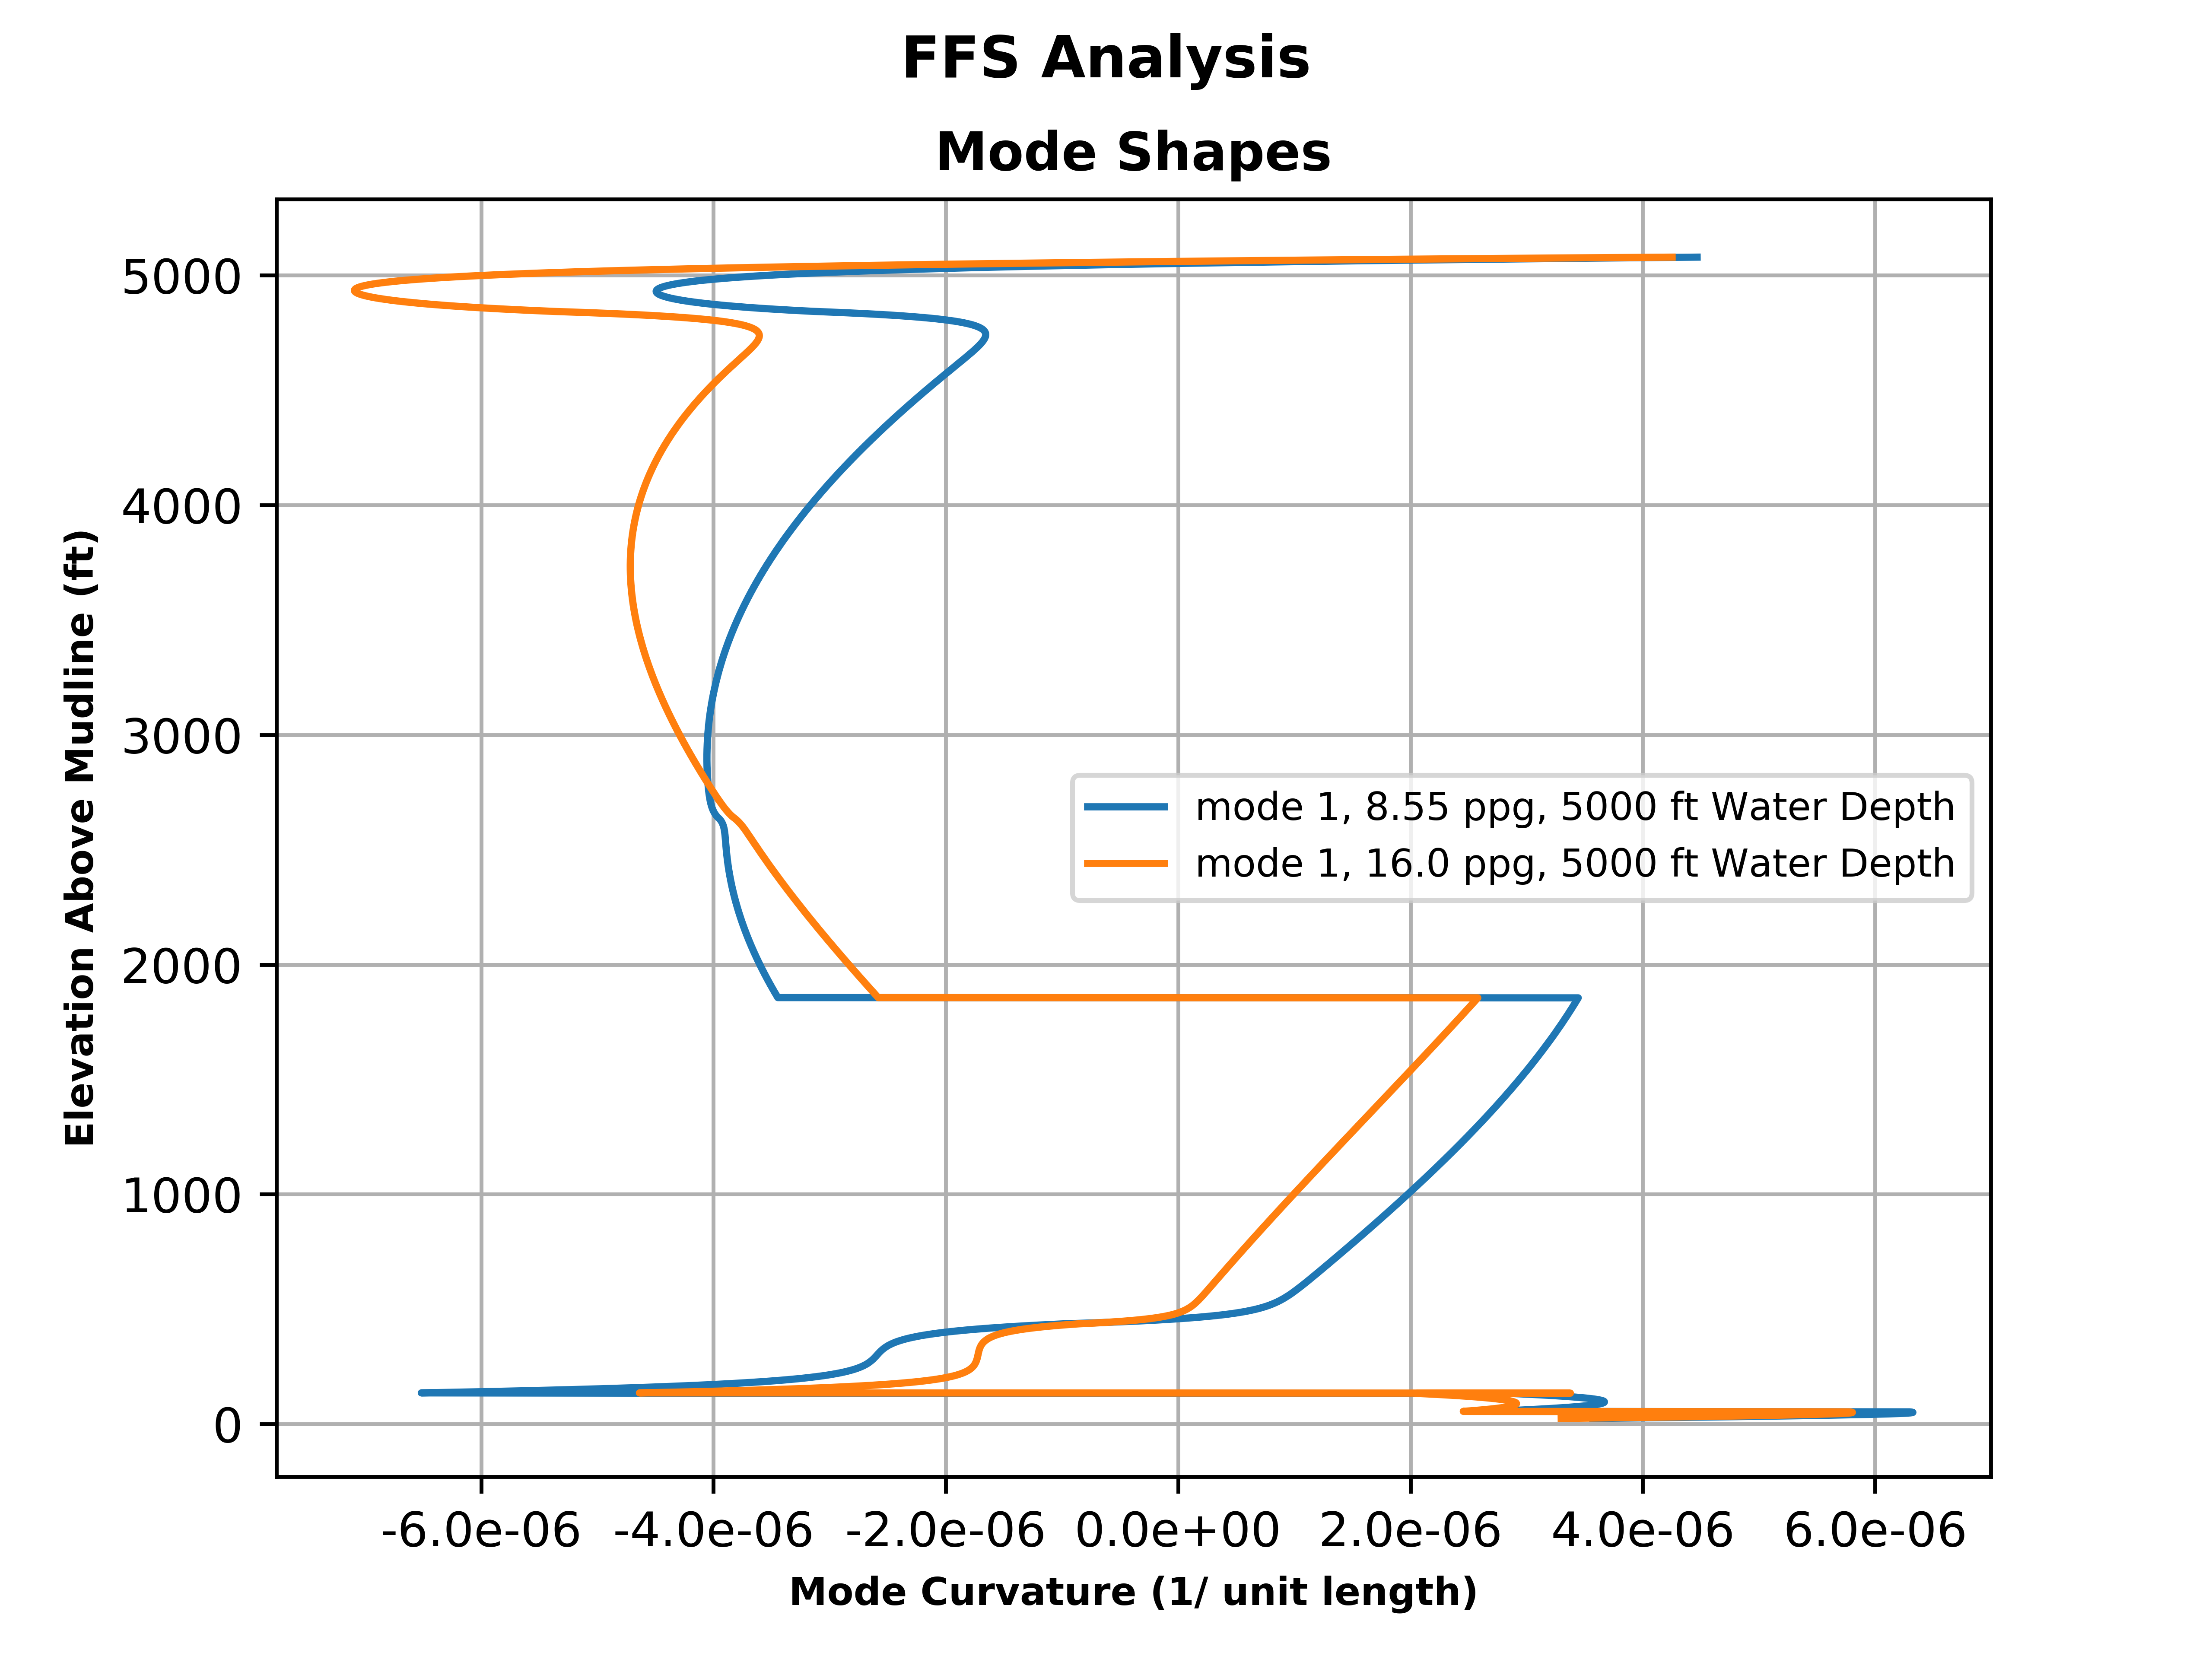 FFS Analysis
Mode Shapes
Elevation Above Mudline (ft)
5000
4000
3000
2000
1000
0
mode 1, 8.55 ppg, 5000 ft Water Depth
mode 1, 16.0 ppg, 5000 ft Water Depth
-6.0e-06 -4.0e-06 -2.0e-06 0.0e+00 2.0e-06 4.0e-06 6.0e-06
Mode Curvature (1/ unit length)